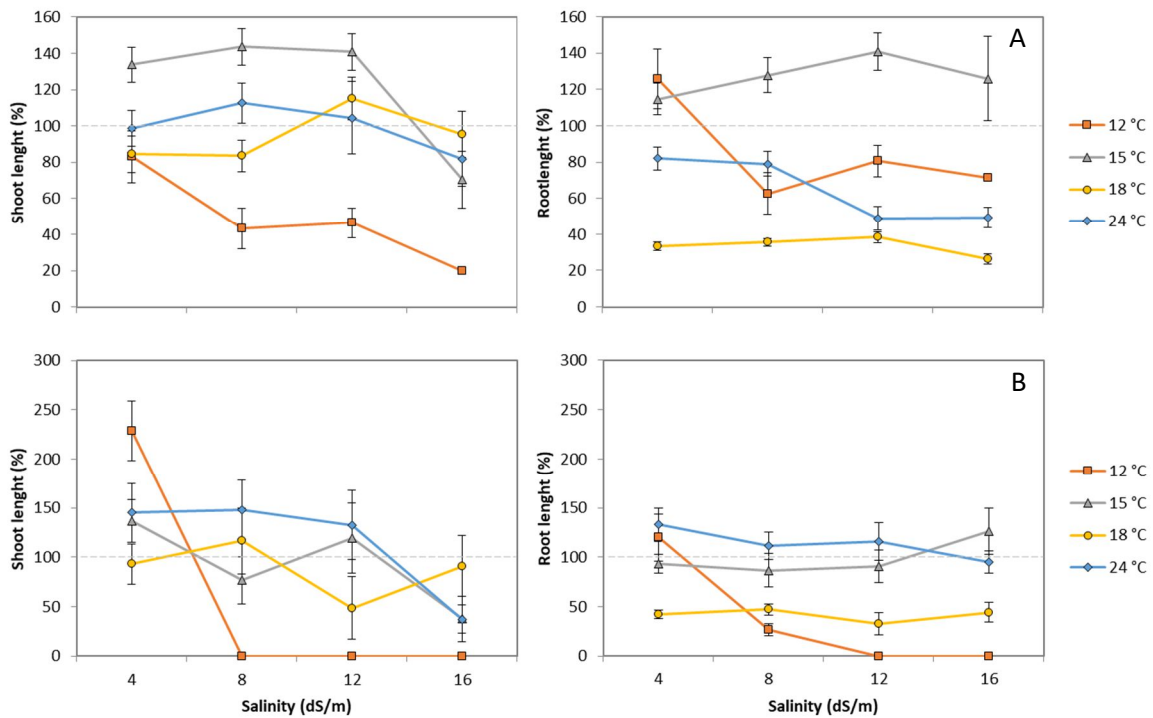 160
140
120
100
80
60
40
20
0
Shoot lenght (%)
160
140
120
100
80
60
40
20
0
Rootlenght (%)
A
12 °C
15 °C
18 °C
24 °C
300
250
200
150
100
50
0
Shoot lenght (%)
4 8 12 16
Salinity (dS/m)
300
250
200
150
100
50
0
Root lenght (%)
4 8 12 16
Salinity (dS/m)
B
12 °C
15 °C
18 °C
24 °C